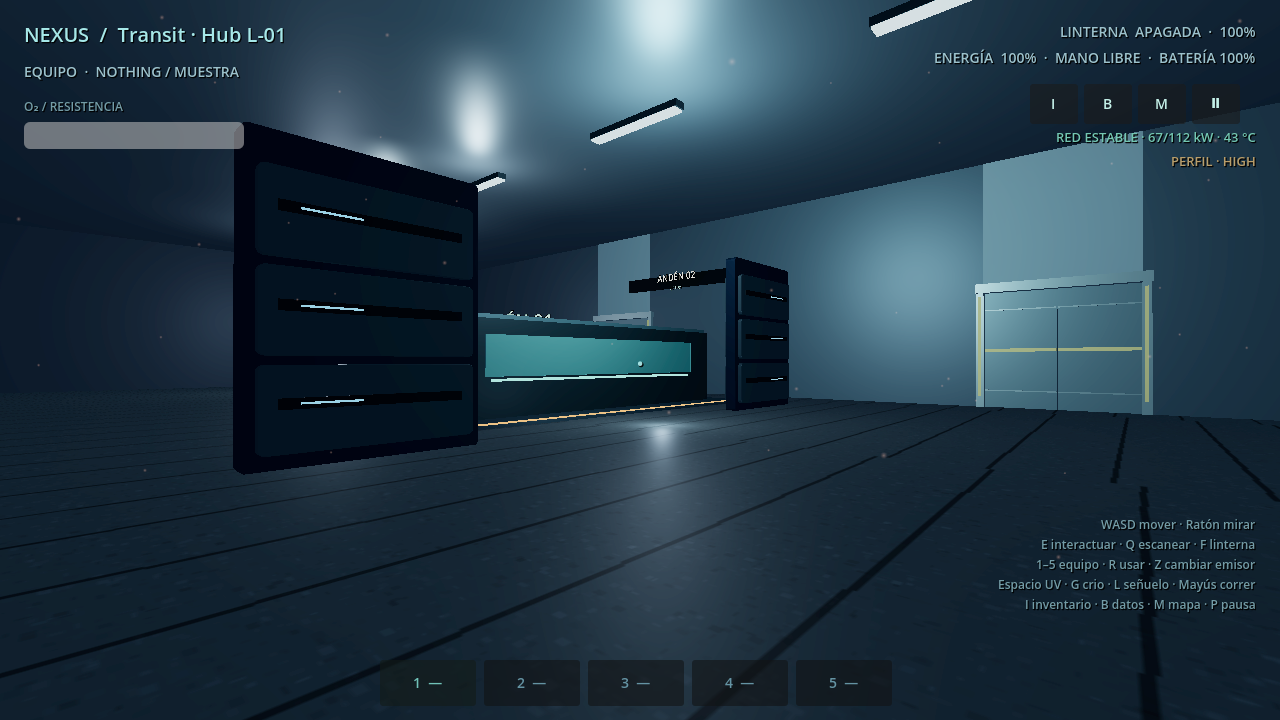 NEXUS / Transit · Hub L-01
EQUIPO · NOTHING / MUESTRA
O₂ / RESISTENCIA
LINTERNA APAGADA · 100%
ENERGÍA 100% · MANO LIBRE · BATERÍA 100%
I B M ⏸
RED ESTABLE · 67/112 kW · 43 °C
PERFIL · HIGH
ANDÉN 02
WASD mover · Ratón mirar
E interactuar · Q escanear · F linterna
1–5 equipo · R usar · Z cambiar emisor
Espacio UV · G crio · L señuelo · Mayús correr
I inventario · B datos · M mapa · P pausa
1 — 2 — 3 — 4 — 5 —